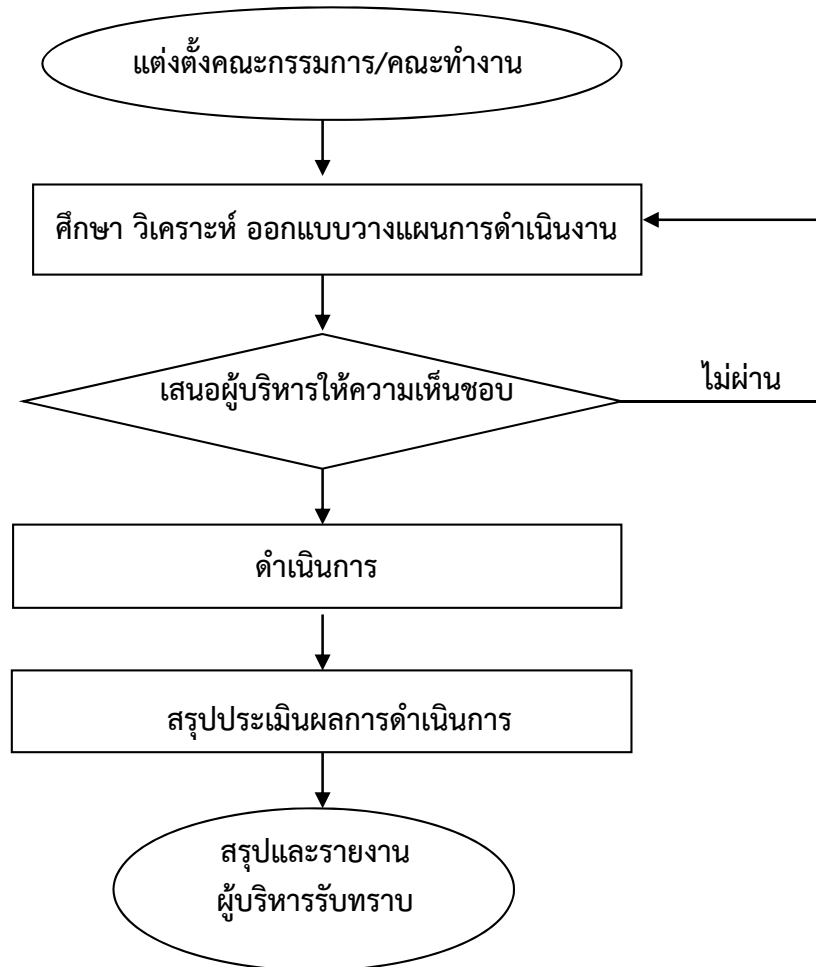 แต่งตั้งคณะกรรมการ/คณะทำงาน
ศึกษา วิเคราะห์ ออกแบบวางแผนการดำเนินงาน
เสนอผู้บริหารให้ความเห็นชอบ
ไม่ผ่าน
ดำเนินการ
สรุปประเมินผลการดำเนินการ
สรุปและรายงาน
ผู้บริหารรับทราบ